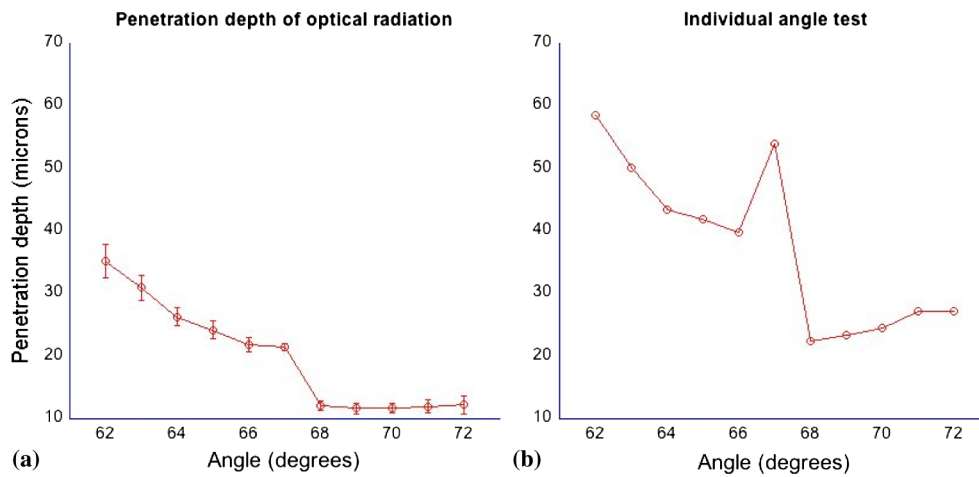 Penetration depth of optical radiation
Penetration depth (microns)
70
60
50
40
30
20
10
62 64 66 68 70 72
(a) Angle (degrees)
Individual angle test
70
60
50
40
30
20
10
62 64 66 68 70 72
(b) Angle (degrees)